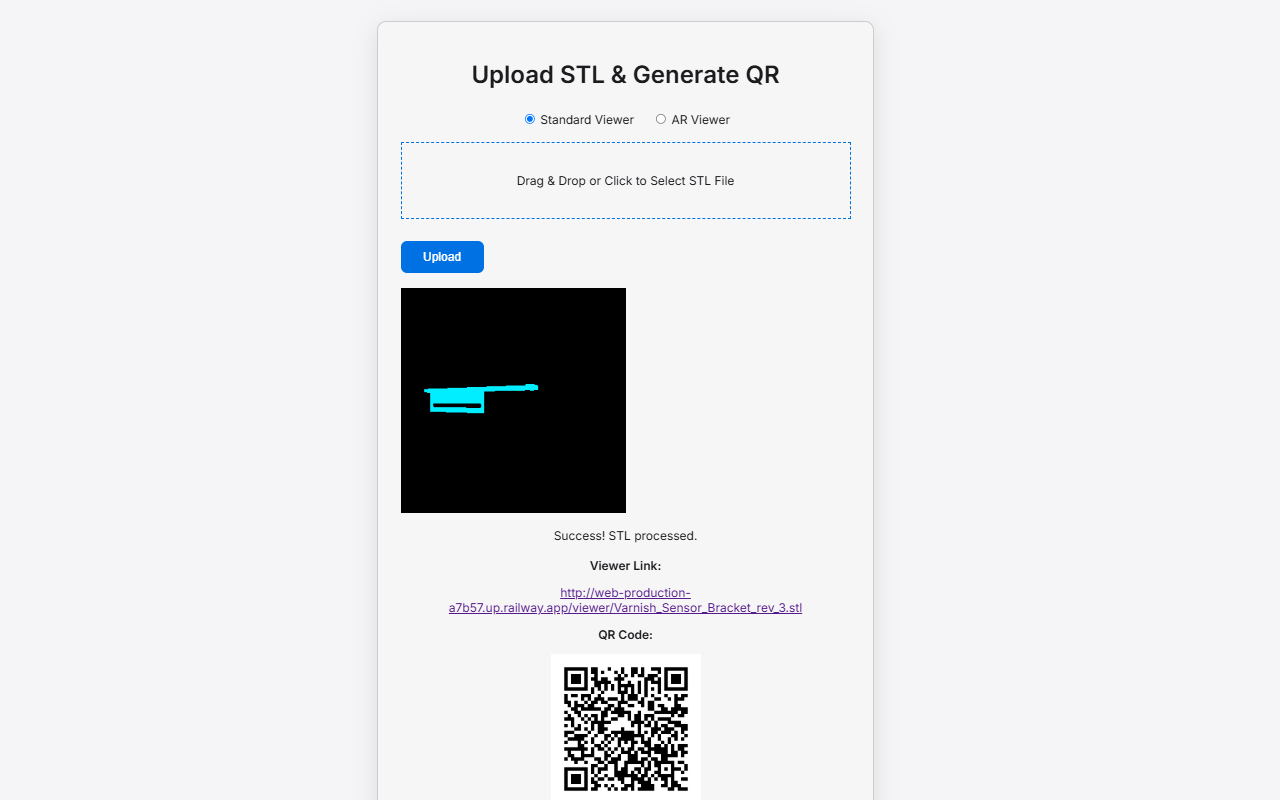 Upload STL & Generate QR
Standard Viewer AR Viewer
Drag & Drop or Click to Select STL File
Upload
Success! STL processed.
Viewer Link:
http://web-production-
a7b57.up.railway.app/viewer/Varnish_Sensor_Bracket_rev_3.stl
QR Code: